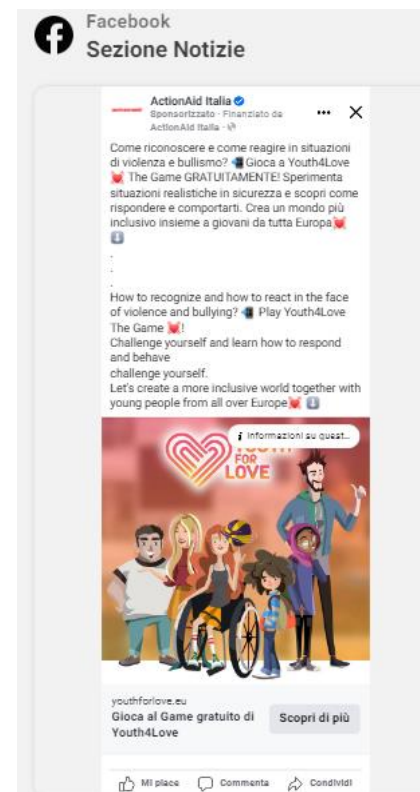 Facebook
Sezione Notizie
ActionAid Italia
Sponsorizzato · Finanziato da
ActionAid Italia ·
Come riconoscere e come reagire in situazioni
di violenza e bullismo? Gioca a Youth4Love
The Game GRATUITAMENTE! Sperimenta
situazioni realistiche in sicurezza e scopri come
rispondere e comportarti. Crea un mondo più
inclusivo insieme a giovani da tutta Europa
.
.
.
How to recognize and how to react in the face
of violence and bullying? Play Youth4Love
The Game !
Challenge yourself and learn how to respond
and behave
challenge yourself.
Let's create a more inclusive world together with
young people from all over Europe
Informazioni su quest...
FOR
LOVE
youthforlove.eu
Gioca al Game gratuito di
Youth4Love
Scopri di più
Mi piace Commenta Condividi